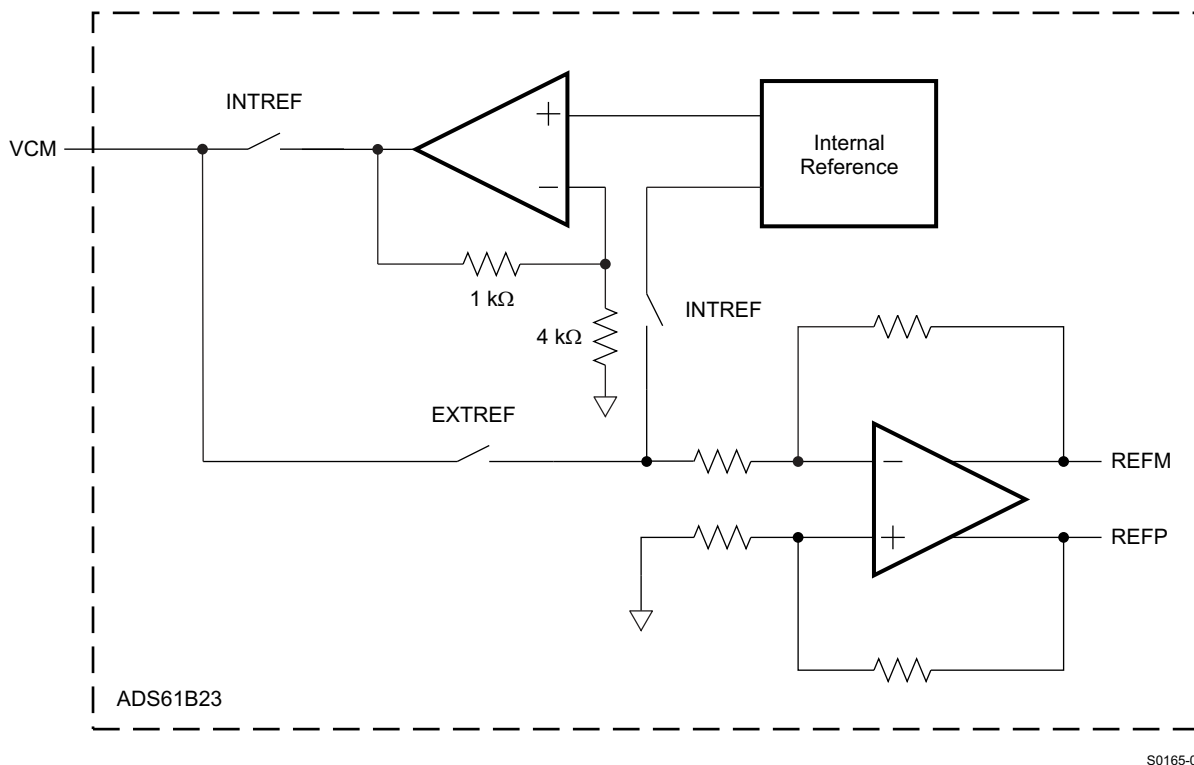 INTREF
VCM
+
−
Internal
Reference
1 kΩ
4 kΩ
INTREF
EXTREF
−
+
REFM
REFP
ADS61B23